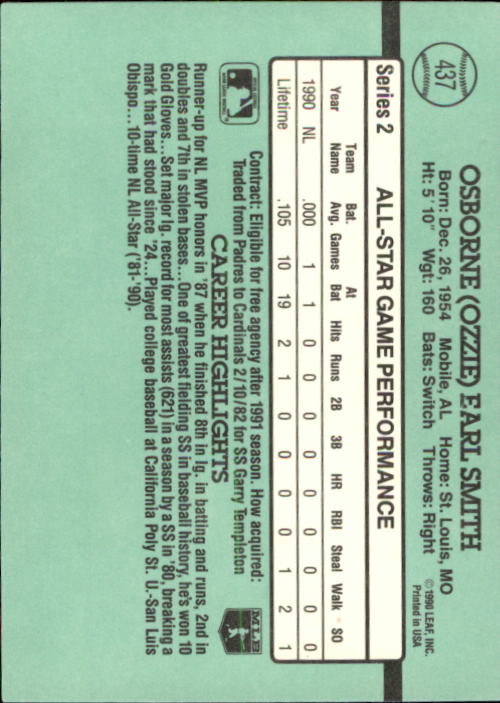 437
OSBORNE (OZZIE) EARL SMITH
Born: Dec. 26, 1954 Mobile, AL Home: St. Louis, MO
Ht: 5' 10" Wgt: 160 Bats: Switch Throws: Right
©1990 LEAF, INC.
Printed in USA
Series 2 ALL-STAR GAME PERFORMANCE
Year Team Name Bat. Avg. Games At Bat Hits Runs 2B 3B HR RBI Steal Walk SO
1990 NL .000 1 1 0 0 0 0 0 0 0 0 0
Lifetime .105 10 19 2 1 0 0 0 0 1 2 1
Contract: Eligible for free agency after 1991 season. How acquired:
Traded from Padres to Cardinals 2/10/82 for SS Garry Templeton
MLB
CAREER HIGHLIGHTS
Runner-up for NL MVP honors in '87 when he finished 8th in lg. in batting and runs, 2nd in
doubles and 7th in stolen bases... One of greatest fielding SS in baseball history, he's won 10
Gold Gloves... Set major lg. record for most assists (621) in a season by a SS in '80, breaking a
mark that had stood since '24... Played college baseball at California Poly St. U.-San Luis
Obispo... 10-time NL All-Star ('81-'90).